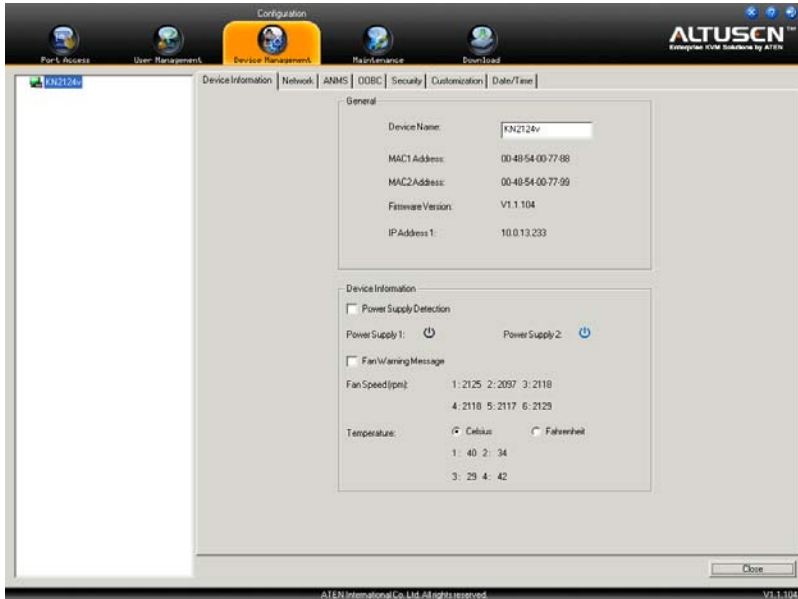 Configuration
Port Access User Management Device Management Maintenance Download
ALTUSEN™
Enterprise KVM Solutions by ATEN
KN2124v
Device Information Network ANMS OOBC Security Customization Date/Time
General
Device Name: KN2124v
MAC1 Address: 00-48-54-00-77-88
MAC2 Address: 00-48-54-00-77-99
Firmware Version: V1.1.104
IP Address 1: 10.0.13.233
Device Information
Power Supply Detection
Power Supply 1: Power Supply 2:
Fan Warning Message
Fan Speed(rpm): 1: 2125 2: 2097 3: 2118
4: 2118 5: 2117 6: 2129
Temperature: Celsius Fahrenheit
1: 40 2: 34
3: 29 4: 42
Close
ATEN International Co. Ltd. All rights reserved. V1.1.104